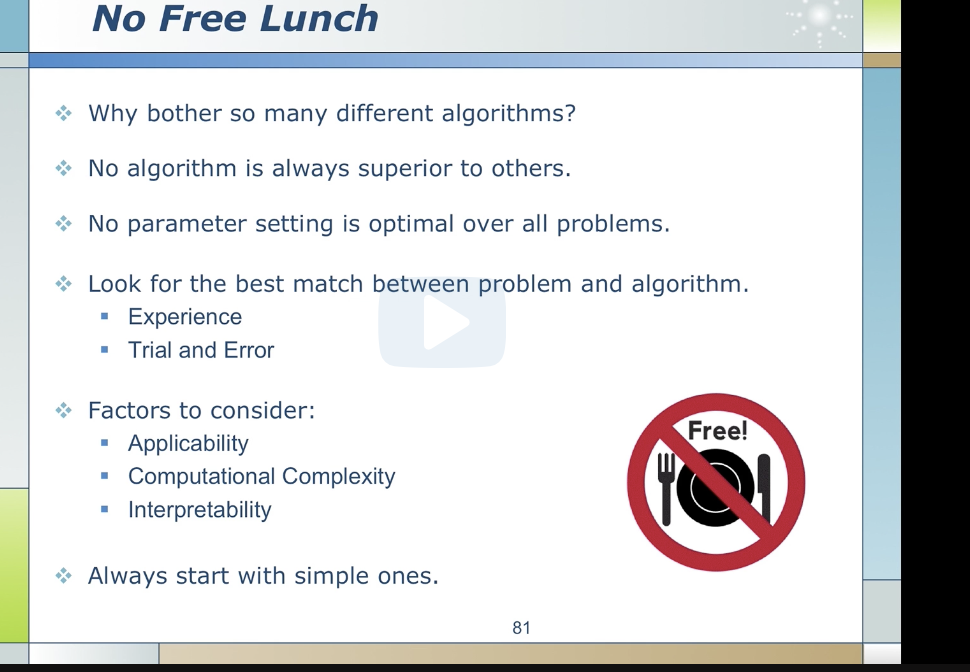 No Free Lunch
Why bother so many different algorithms?
No algorithm is always superior to others.
No parameter setting is optimal over all problems.
Look for the best match between problem and algorithm.
Experience
Trial and Error
Factors to consider:
Applicability
Computational Complexity
Interpretability
Free!
Always start with simple ones.
81